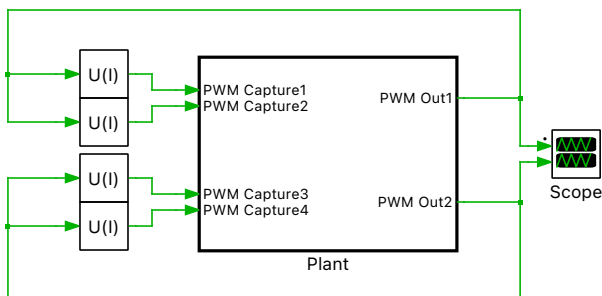 U(I)
U(I)
U(I)
U(I)
PWM Capture1
PWM Capture2
PWM Capture3
PWM Capture4
PWM Out1
PWM Out2
Plant
Scope